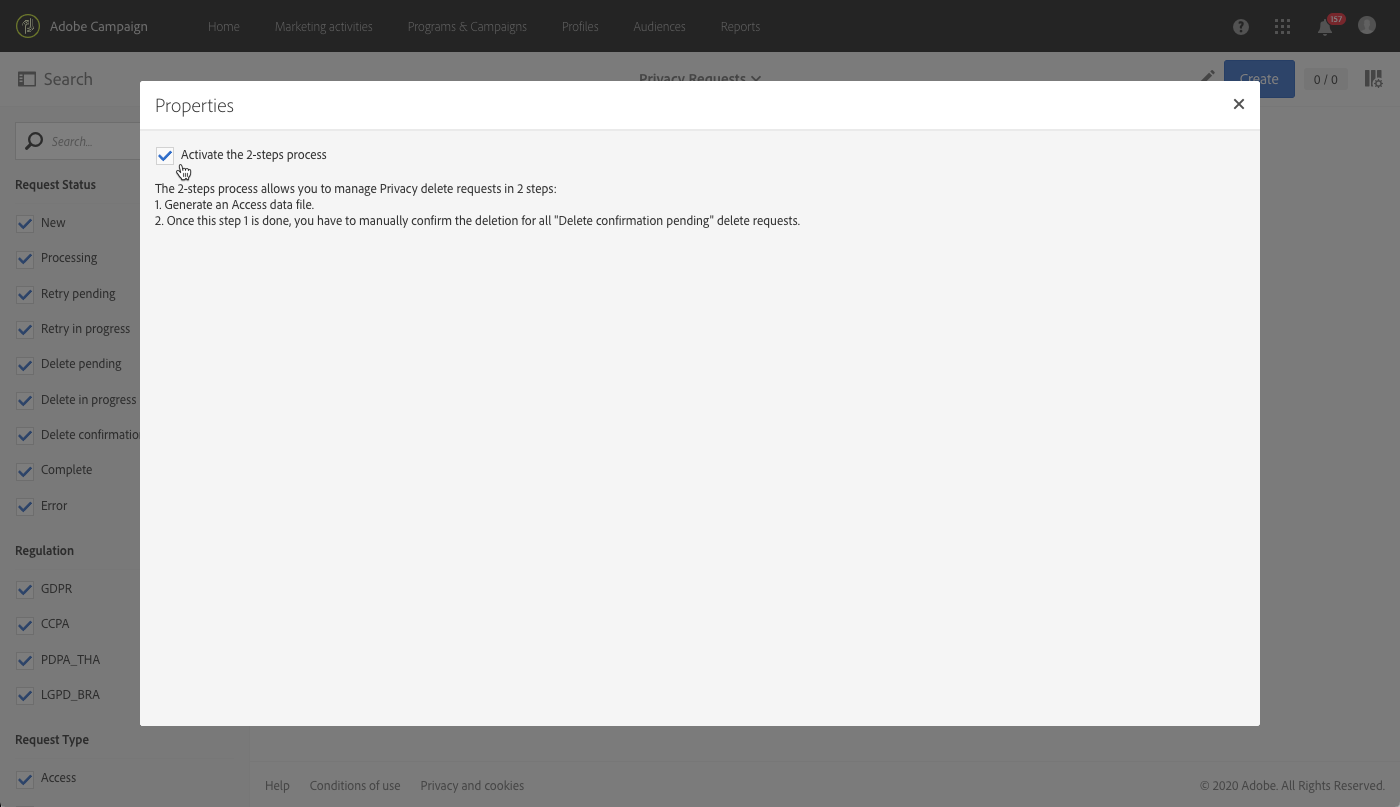 Adobe Campaign
Home
Marketing activities
Programs & Campaigns
Profiles
Audiences
Reports
157
Search
Privacy Requests
Create
0 / 0
Properties
Search...
Activate the 2-steps process
The 2-steps process allows you to manage Privacy delete requests in 2 steps:
1. Generate an Access data file.
2. Once this step 1 is done, you have to manually confirm the deletion for all "Delete confirmation pending" delete requests.
Request Status
New
Processing
Retry pending
Retry in progress
Delete pending
Delete in progress
Delete confirmatio
Complete
Error
Regulation
GDPR
CCPA
PDPA_THA
LGPD_BRA
Request Type
Access
Help
Conditions of use
Privacy and cookies
© 2020 Adobe. All Rights Reserved.